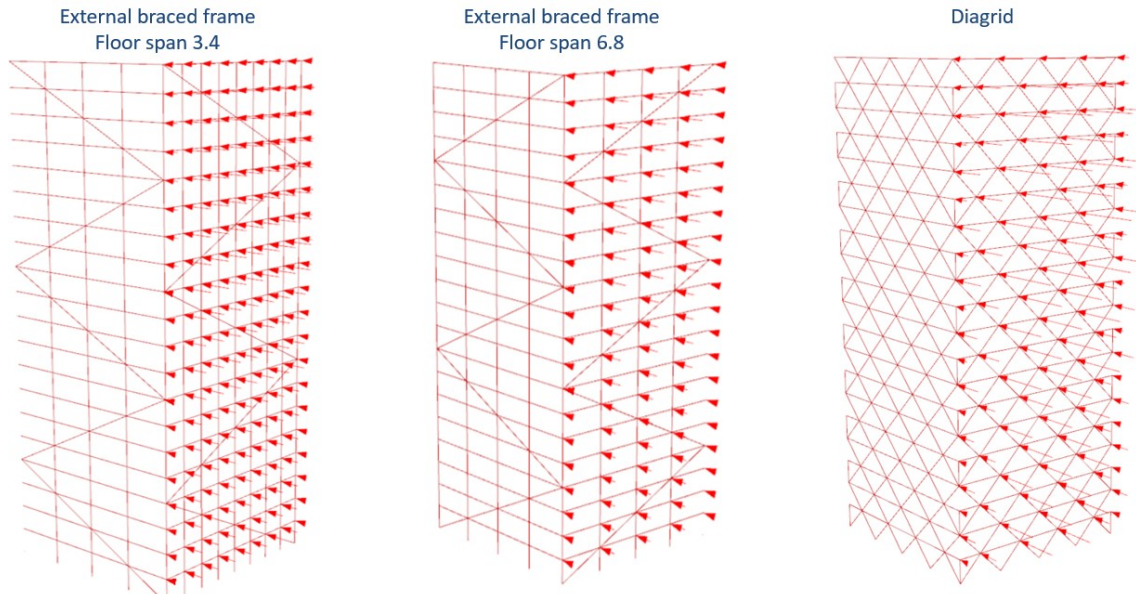 External braced frame
Floor span 3.4
External braced frame
Floor span 6.8
Diagrid